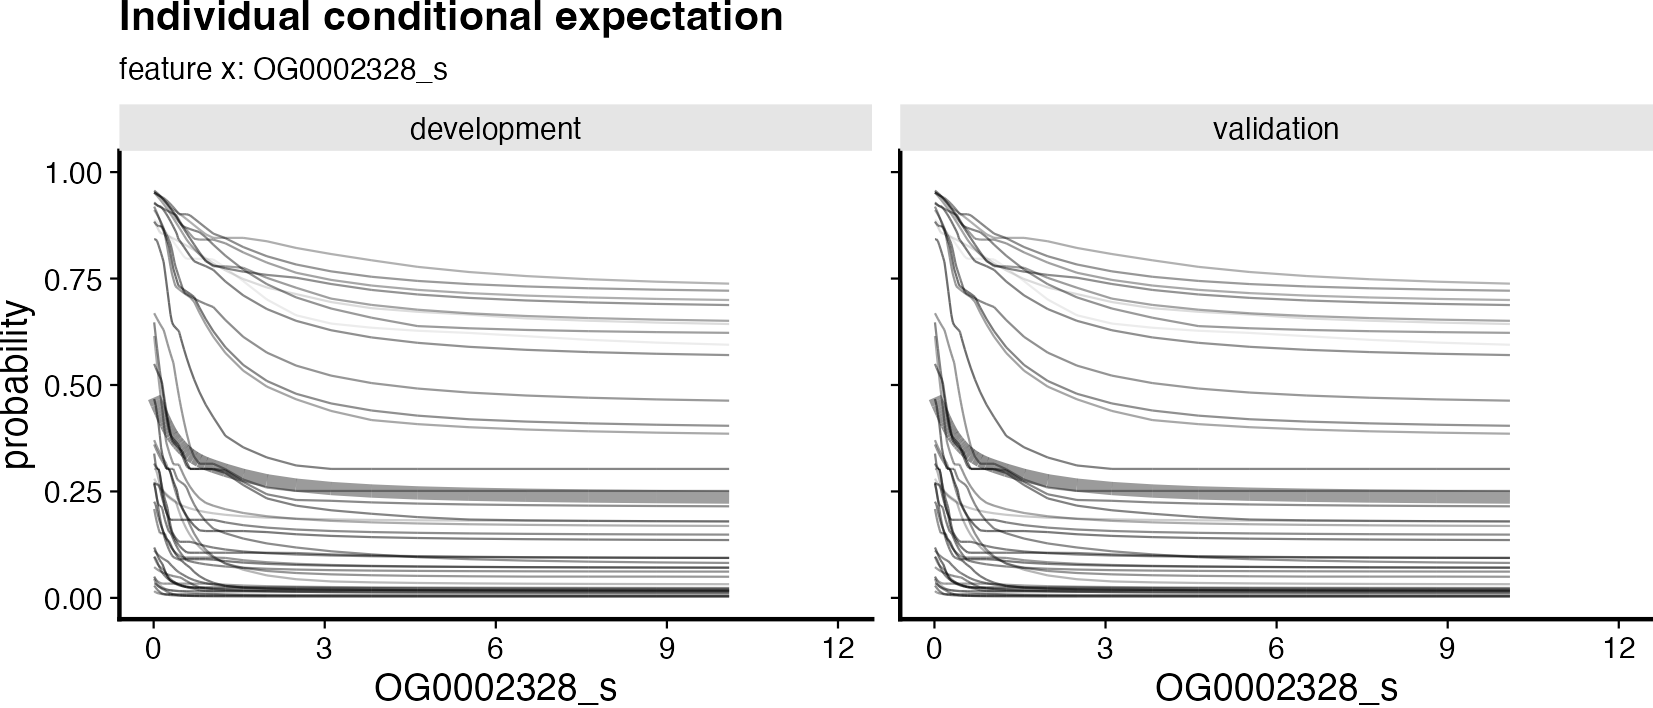 Individual conditional expectation
feature x: OG0002328_s
development
validation
probability
1.00
0.75
0.50
0.25
0.00
0 3 6 9 12
0 3 6 9 12
OG0002328_s
OG0002328_s